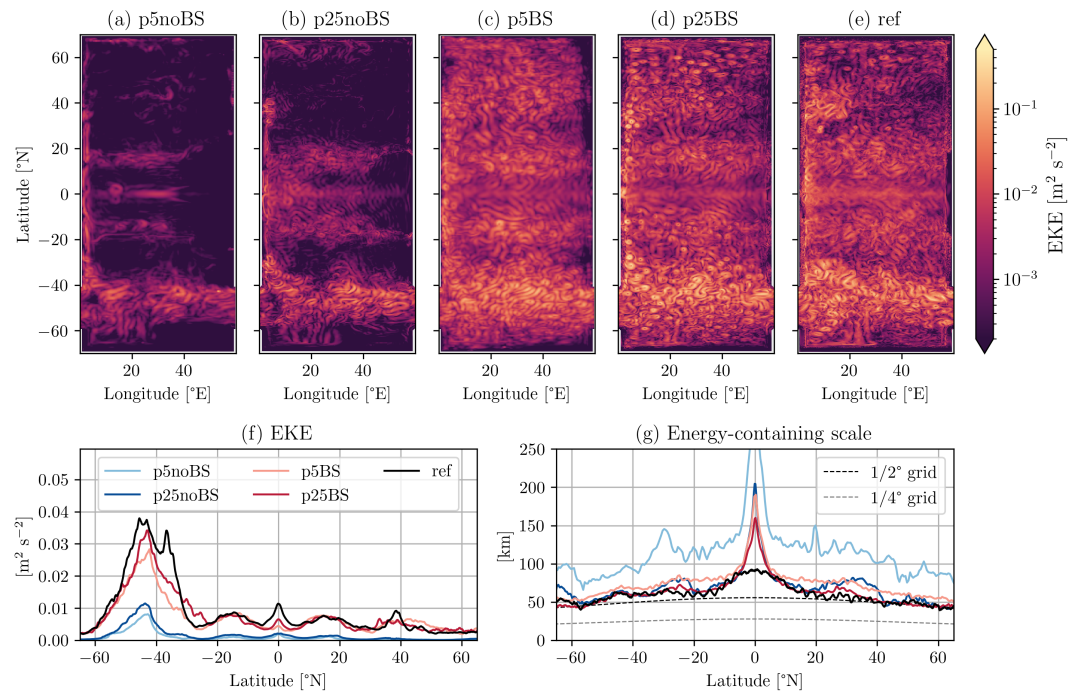 (a) p5noBS
(b) p25noBS
(c) p5BS
(d) p25BS
(e) ref
60
40
20
0
−20
−40
−60
Latitude [°N]
20 40
20 40
20 40
20 40
20 40
Longitude [°E]
Longitude [°E]
Longitude [°E]
Longitude [°E]
Longitude [°E]
10⁻¹
10⁻²
10⁻³
EKE [m² s⁻²]
(f) EKE
p5noBS
p25noBS
p5BS
p25BS
ref
0.05
0.04
0.03
0.02
0.01
0.00
[m² s⁻²]
−60 −40 −20 0 20 40 60
Latitude [°N]
(g) Energy-containing scale
1/2° grid
1/4° grid
250
200
150
100
50
0
[km]
−60 −40 −20 0 20 40 60
Latitude [°N]